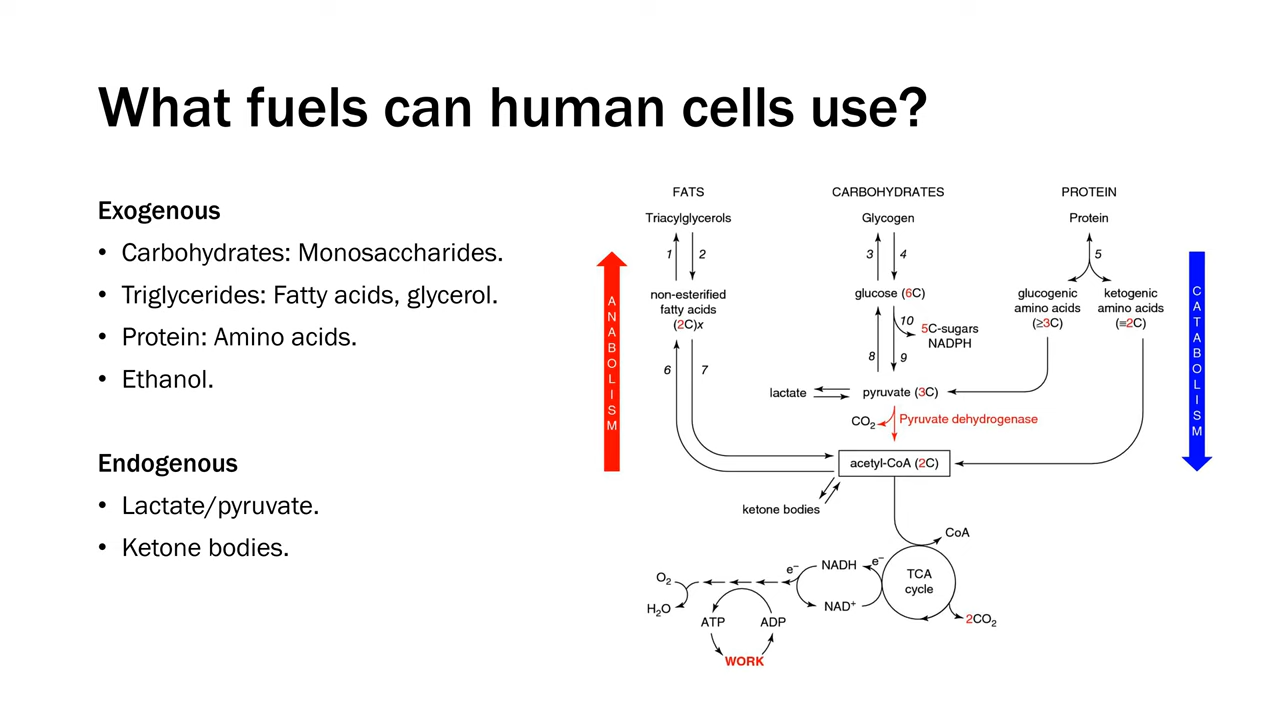 What fuels can human cells use?
Exogenous
• Carbohydrates: Monosaccharides.
• Triglycerides: Fatty acids, glycerol.
• Protein: Amino acids.
• Ethanol.
Endogenous
• Lactate/pyruvate.
• Ketone bodies.
ANABOLISM
FATS
Triacylglycerols
1
2
non-esterified
fatty acids
(2C)x
6
7
CARBOHYDRATES
Glycogen
3
4
glucose (6C)
10
5C-sugars
NADPH
8
9
lactate
pyruvate (3C)
CO₂
Pyruvate dehydrogenase
acetyl-CoA (2C)
ketone bodies
PROTEIN
Protein
5
glucogenic
amino acids
(≥3C)
ketogenic
amino acids
(≡2C)
CATABOLISM
CoA
TCA
cycle
2CO₂
e⁻
NADH
NAD⁺
e⁻
O₂
H₂O
ATP
ADP
WORK